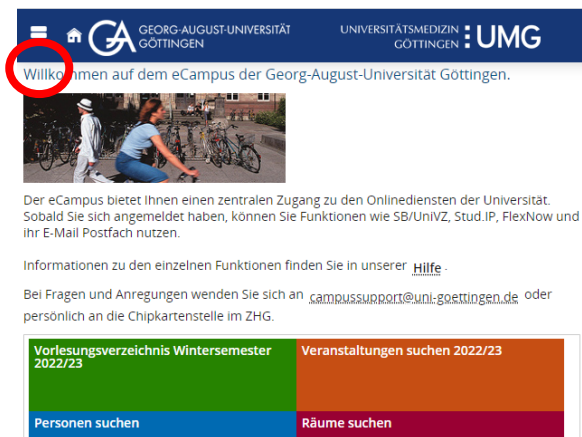 GEORG-AUGUST-UNIVERSITÄT
GÖTTINGEN
UNIVERSITÄTSMEDIZIN
GÖTTINGEN
UMG
Willkommen auf dem eCampus der Georg-August-Universität Göttingen.
Der eCampus bietet Ihnen einen zentralen Zugang zu den Onlinediensten der Universität.
Sobald Sie sich angemeldet haben, können Sie Funktionen wie SB/UniVZ, Stud.IP, FlexNow und
ihr E-Mail Postfach nutzen.
Informationen zu den einzelnen Funktionen finden Sie in unserer Hilfe.
Bei Fragen und Anregungen wenden Sie sich an campussupport@uni-goettingen.de oder
persönlich an die Chipkartenstelle im ZHG.
Vorlesungsverzeichnis Wintersemester
2022/23
Veranstaltungen suchen 2022/23
Personen suchen
Räume suchen